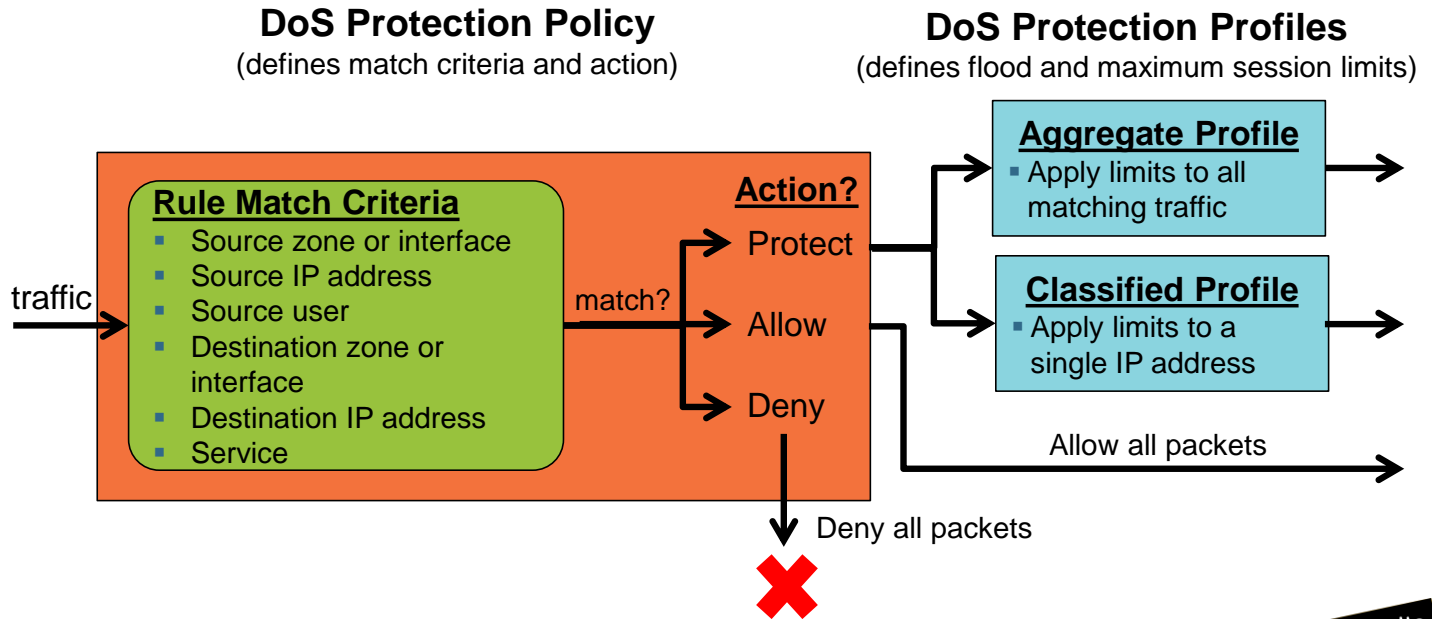 DoS Protection Policy
(defines match criteria and action)
DoS Protection Profiles
(defines flood and maximum session limits)
traffic
Rule Match Criteria
Source zone or interface
Source IP address
Source user
Destination zone or
interface
Destination IP address
Service
match?
Action?
Protect
Allow
Deny
Aggregate Profile
Apply limits to all
matching traffic
Classified Profile
Apply limits to a
single IP address
Allow all packets
Deny all packets